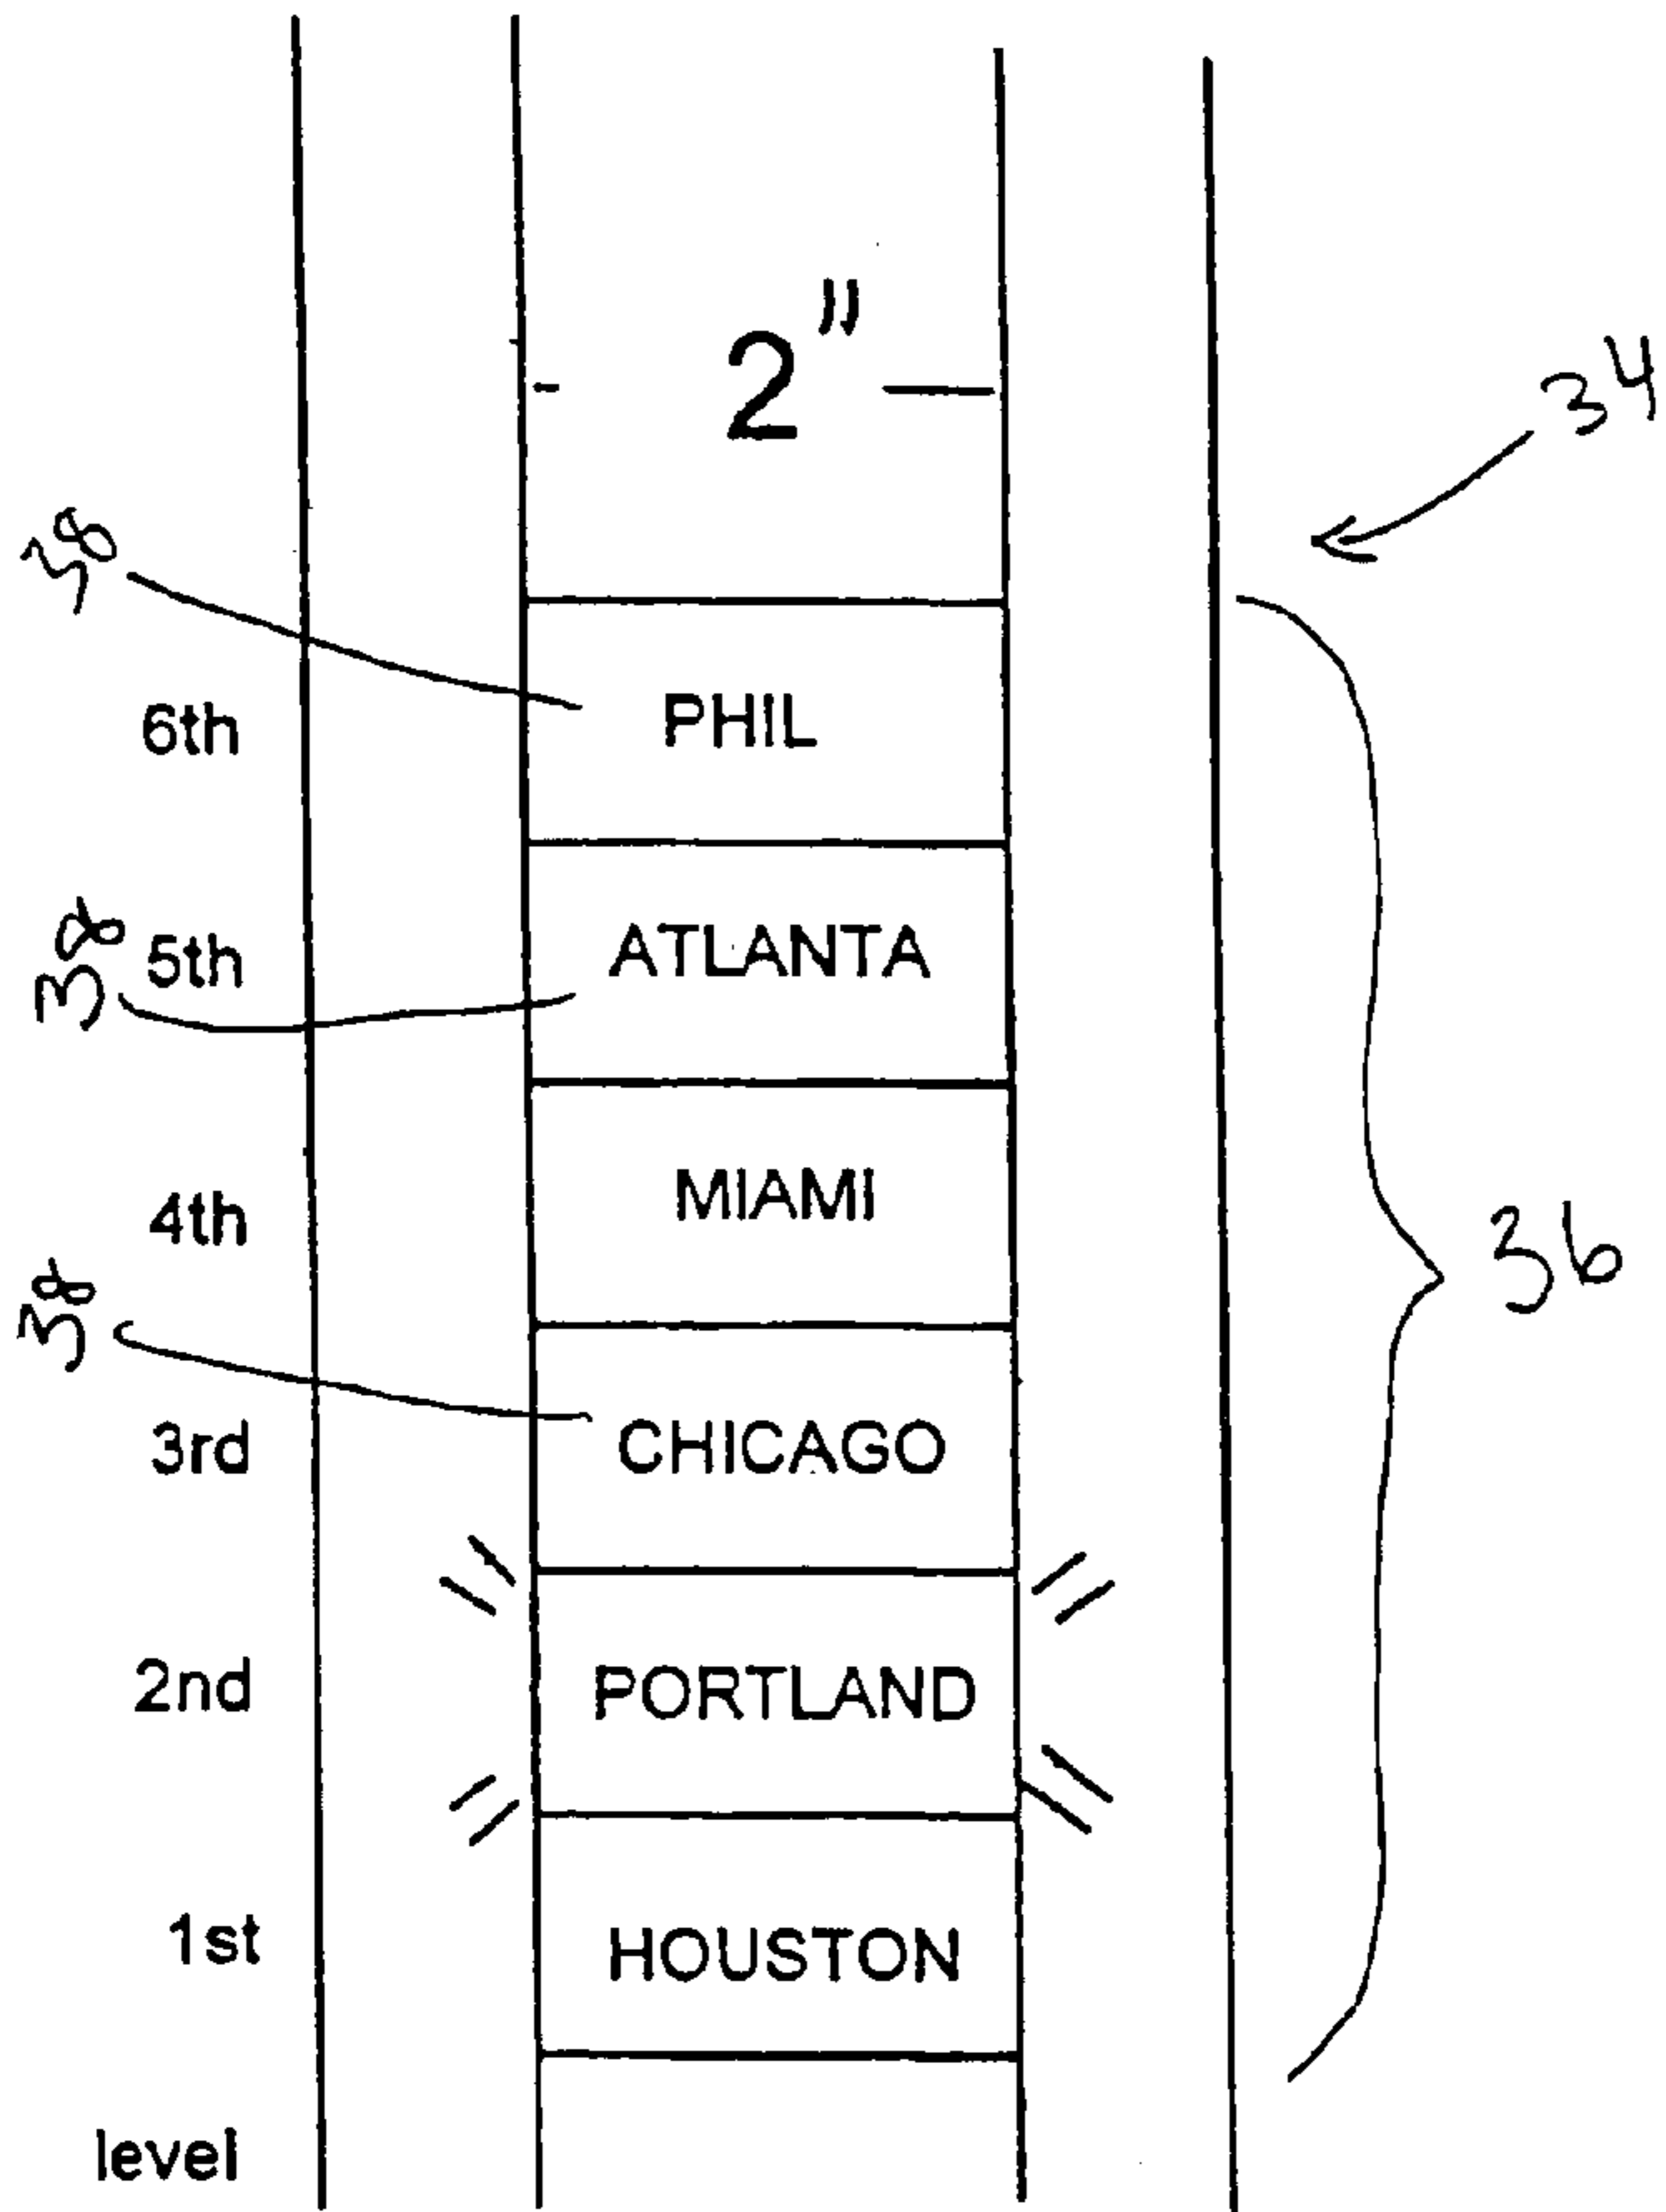 2"
34
38
6th PHIL
38 5th ATLANTA
4th MIAMI
36
38
3rd CHICAGO
2nd PORTLAND
1st HOUSTON
level